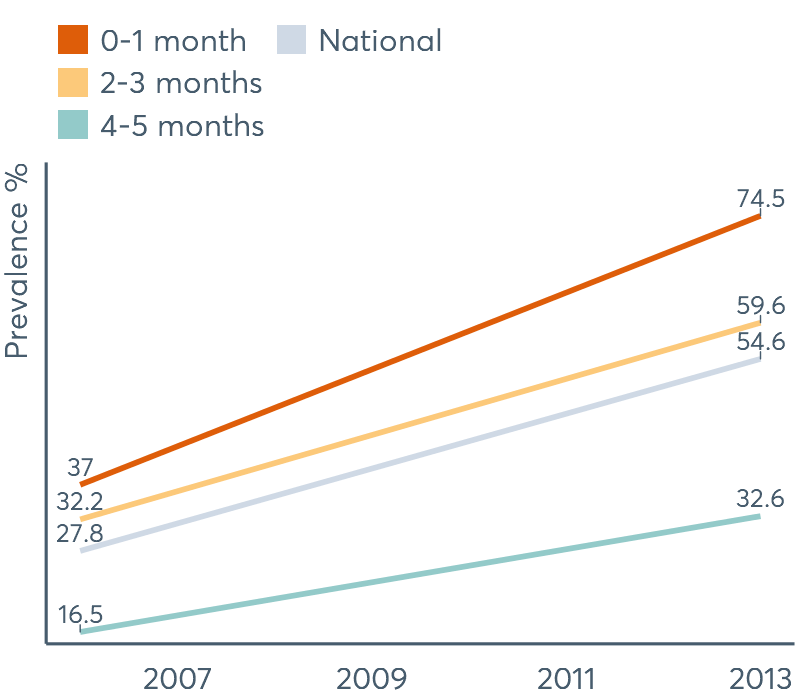 0-1 month National
2-3 months
4-5 months
Prevalence %
74.5
59.6
54.6
37
32.2
27.8
32.6
16.5
2007 2009 2011 2013